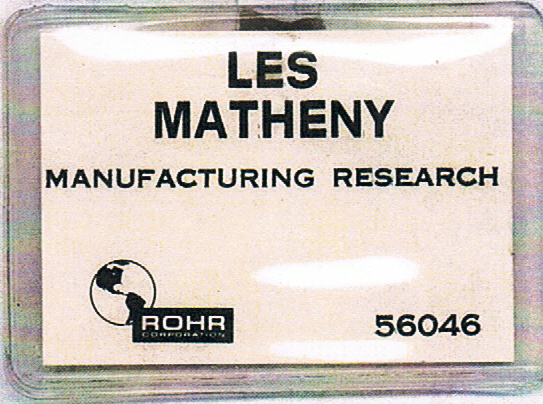 LES
MATHENY
MANUFACTURING RESEARCH
ROHR
CORPORATION
56046